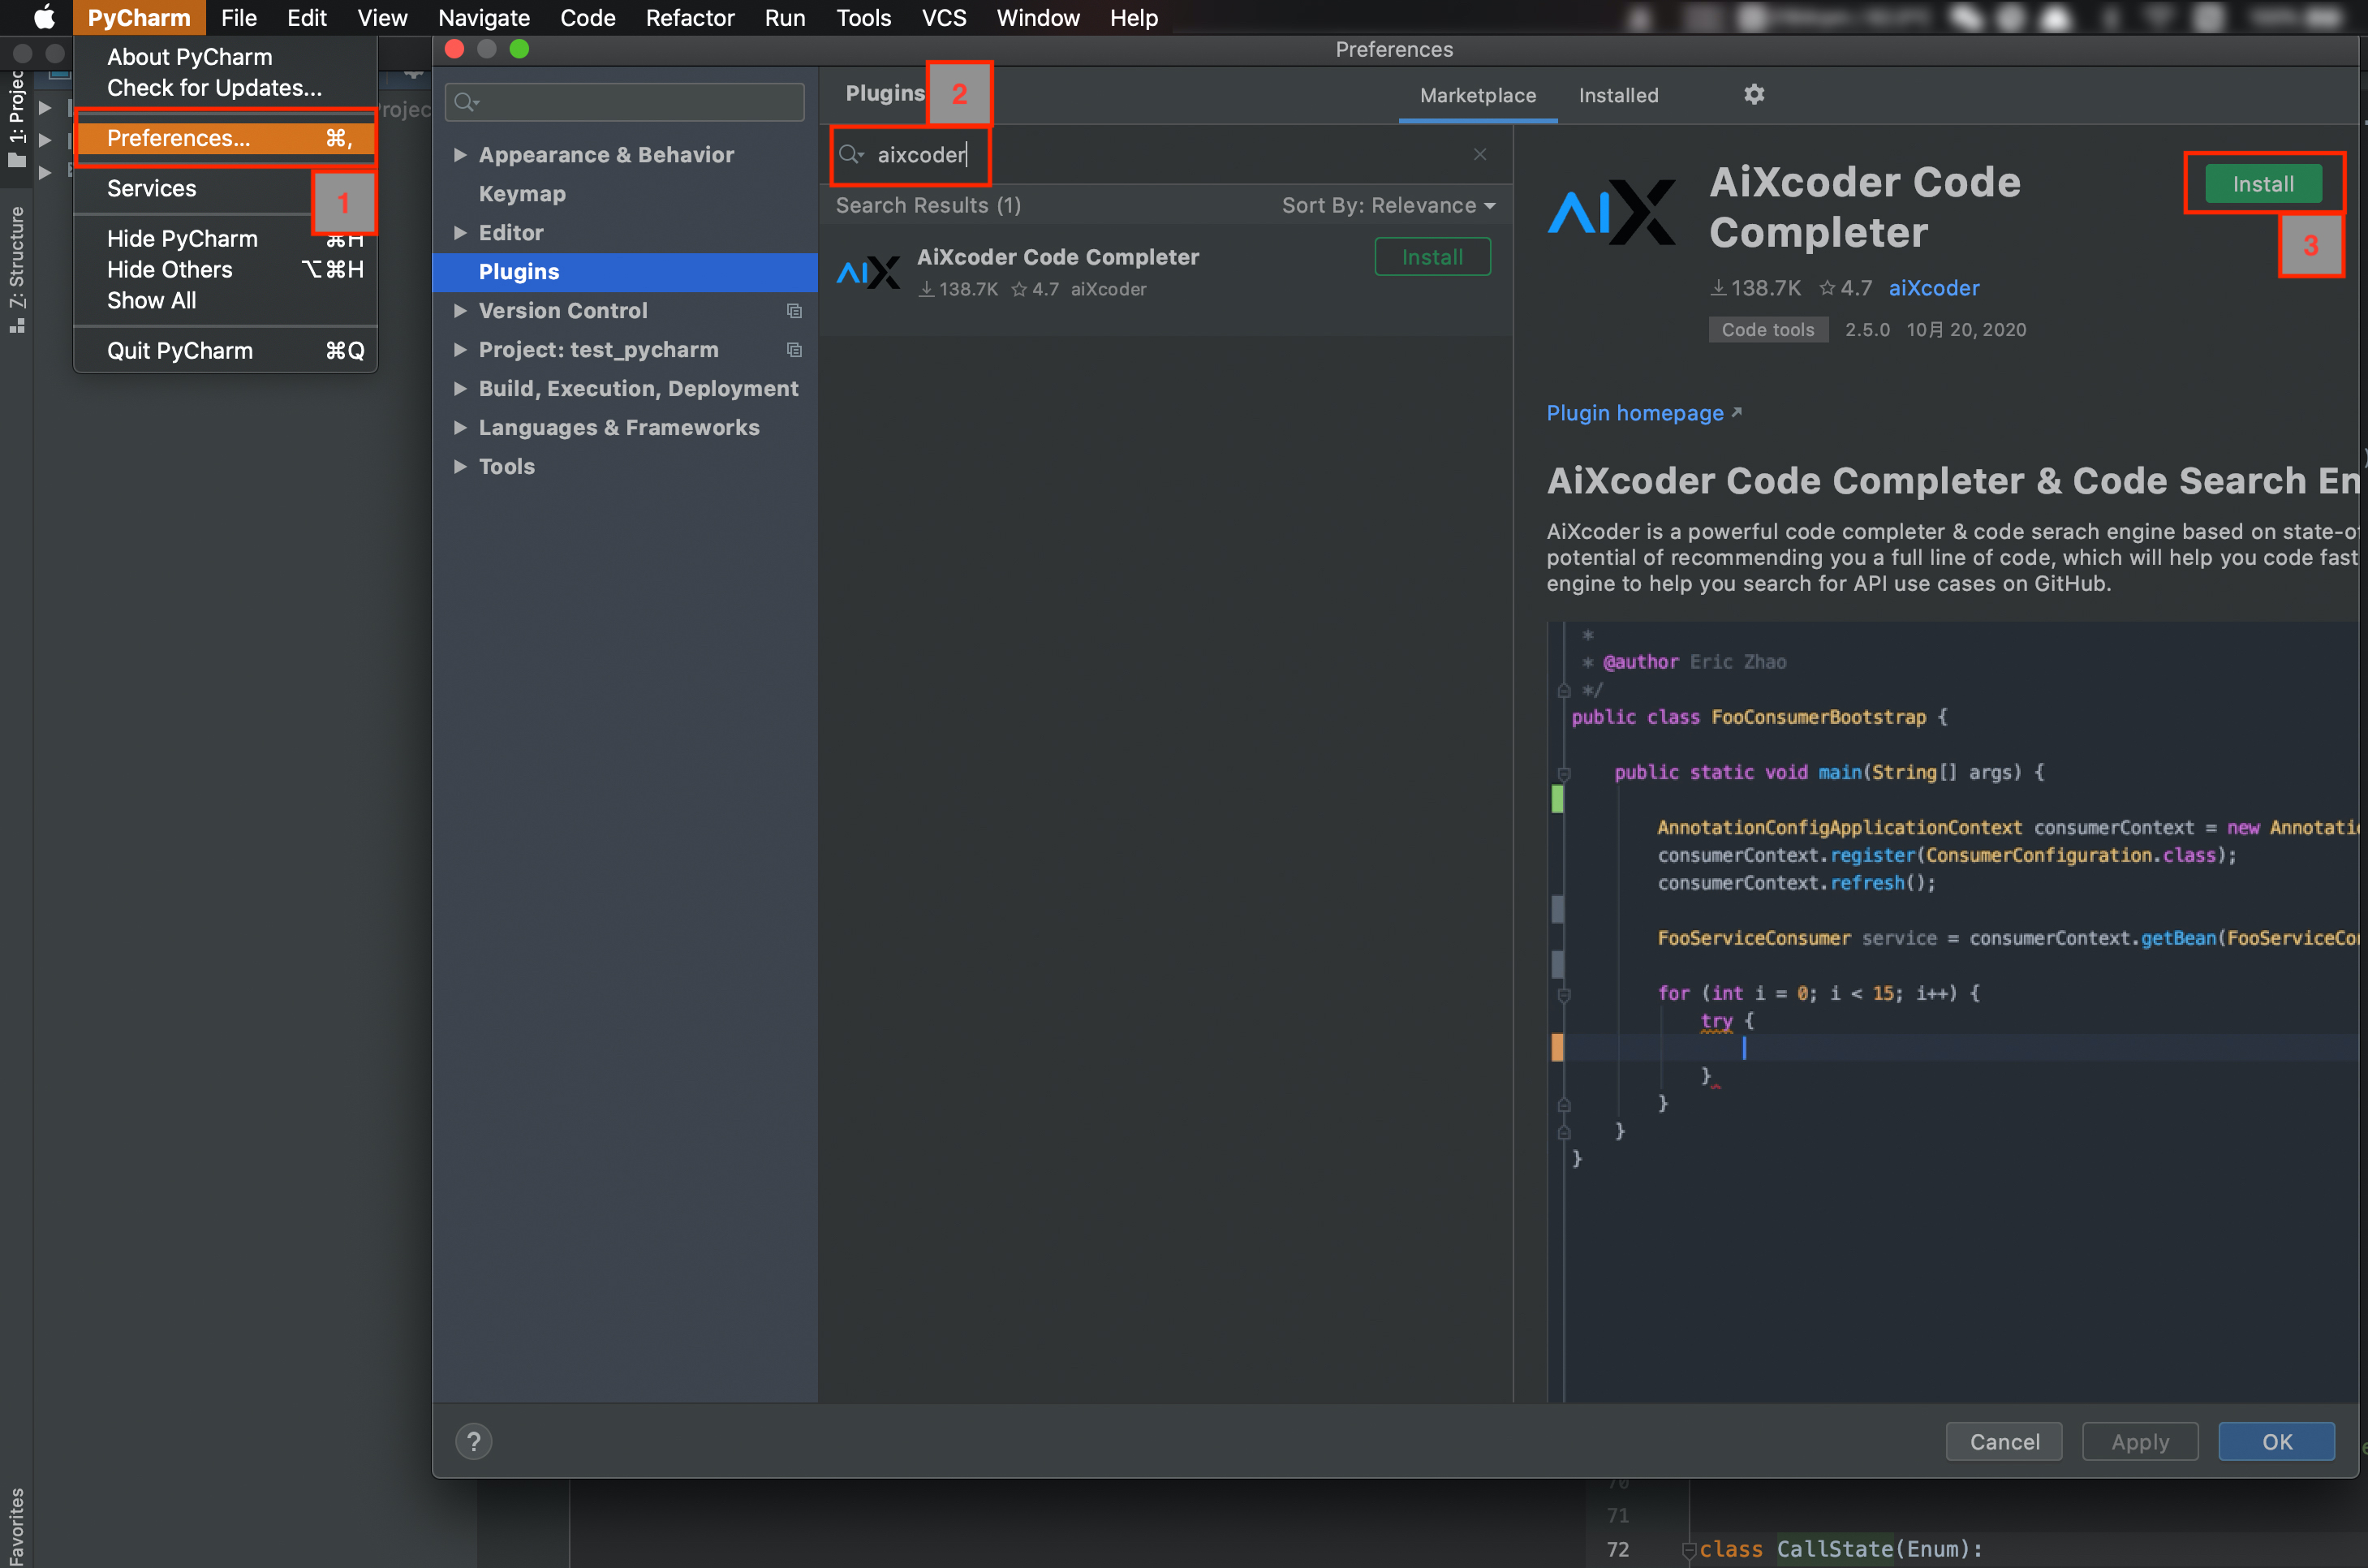 PyCharm File Edit View Navigate Code Refactor Run Tools VCS Window Help
About PyCharm
Check for Updates...
Preferences... ⌘,
1
Services
Hide PyCharm ⌘H
Hide Others ⌥⌘H
Show All
Quit PyCharm ⌘Q
1: Projec
Z: Structure
Favorites
rojec
Preferences
Appearance & Behavior
Keymap
Editor
Plugins
Version Control
Project: test_pycharm
Build, Execution, Deployment
Languages & Frameworks
Tools
Plugins 2 Marketplace Installed
aixcoder
Search Results (1) Sort By: Relevance
AIX AiXcoder Code Completer Install
138.7K 4.7 aiXcoder
AIX
AiXcoder Code
Completer
Install
3
138.7K 4.7 aiXcoder
Code tools 2.5.0 10月 20, 2020
Plugin homepage
AiXcoder Code Completer & Code Search En
AiXcoder is a powerful code completer & code serach engine based on state-of
potential of recommending you a full line of code, which will help you code fast
engine to help you search for API use cases on GitHub.
*
* @author Eric Zhao
*/
public class FooConsumerBootstrap {
public static void main(String[] args) {
AnnotationConfigApplicationContext consumerContext = new Annotati
consumerContext.register(ConsumerConfiguration.class);
consumerContext.refresh();
FooServiceConsumer service = consumerContext.getBean(FooServiceCo
for (int i = 0; i < 15; i++) {
try {
}
}
}
}
? Cancel Apply OK
70
71
72 class CallState(Enum):